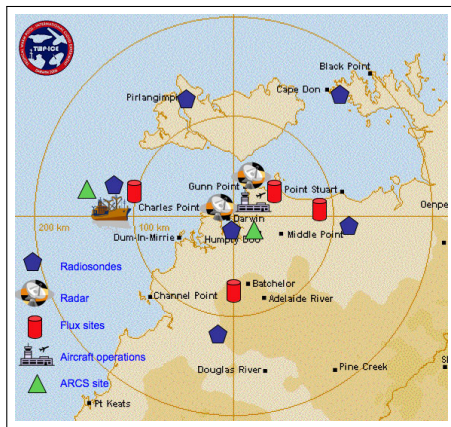 TWP-ICE
Black Point
Cape Don
Pirlangimpi
Gunn Point
Point Stuart
Charles Point
Darwin
200 km
100 km
Dum-In-Mirrie
Humpty Doo
Middle Point
Radiosondes
Batchelor
Channel Point
Adelaide River
Radar
Flux sites
Aircraft operations
Douglas River
Pine Creek
ARCS site
Pt Keats